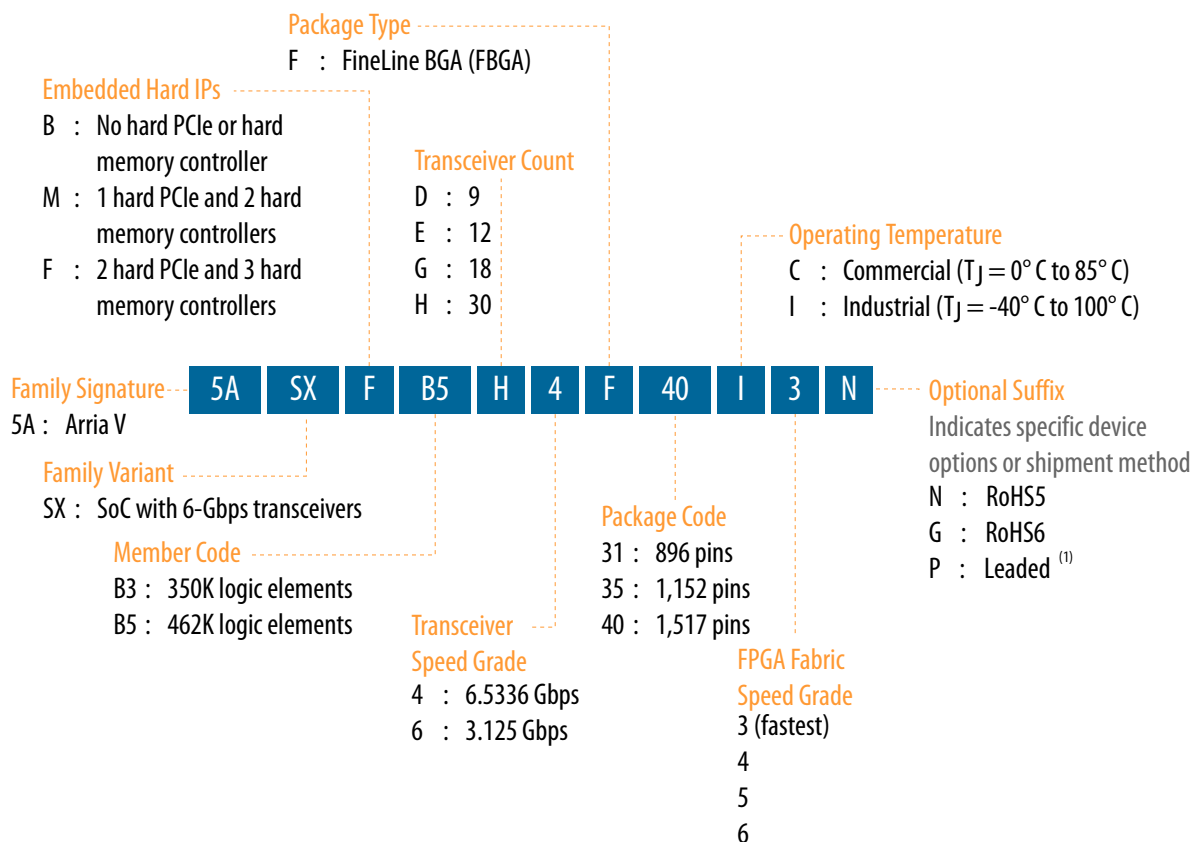 Package Type
F : FineLine BGA (FBGA)
Embedded Hard IPs
B : No hard PCIe or hard
memory controller
M : 1 hard PCIe and 2 hard
memory controllers
F : 2 hard PCIe and 3 hard
memory controllers
Transceiver Count
D : 9
E : 12
G : 18
H : 30
Operating Temperature
C : Commercial (TJ = 0° C to 85° C)
I : Industrial (TJ = -40° C to 100° C)
Family Signature
5A : Arria V
5A SX F B5 H 4 F 40 I 3 N
Optional Suffix
Indicates specific device
options or shipment method
N : RoHS5
G : RoHS6
P : Leaded (1)
Family Variant
SX : SoC with 6-Gbps transceivers
Member Code
B3 : 350K logic elements
B5 : 462K logic elements
Transceiver
Speed Grade
4 : 6.5336 Gbps
6 : 3.125 Gbps
Package Code
31 : 896 pins
35 : 1,152 pins
40 : 1,517 pins
FPGA Fabric
Speed Grade
3 (fastest)
4
5
6